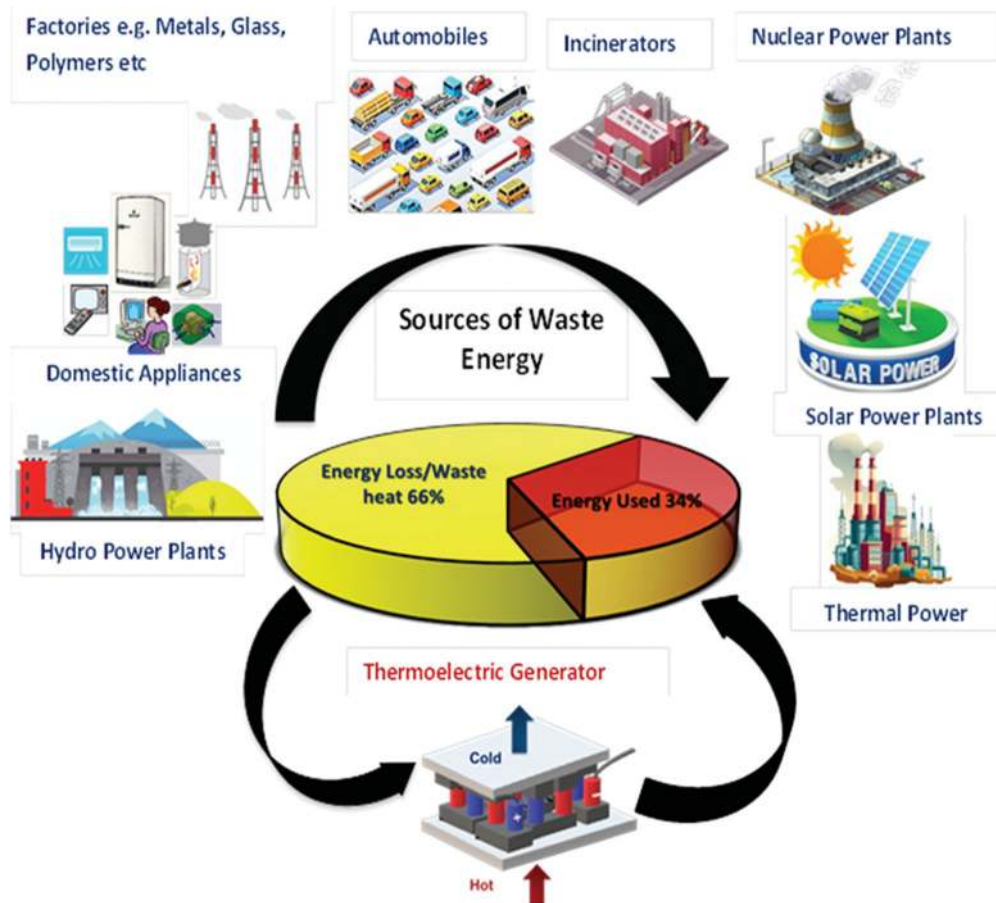 Factories e.g. Metals, Glass,
Polymers etc
Automobiles
Incinerators
Nuclear Power Plants
Sources of Waste
Energy
Domestic Appliances
SOLAR POWER
Solar Power Plants
Energy Loss/Waste
heat 66%
Energy Used 34%
Hydro Power Plants
Thermal Power
Thermoelectric Generator
Cold
Hot